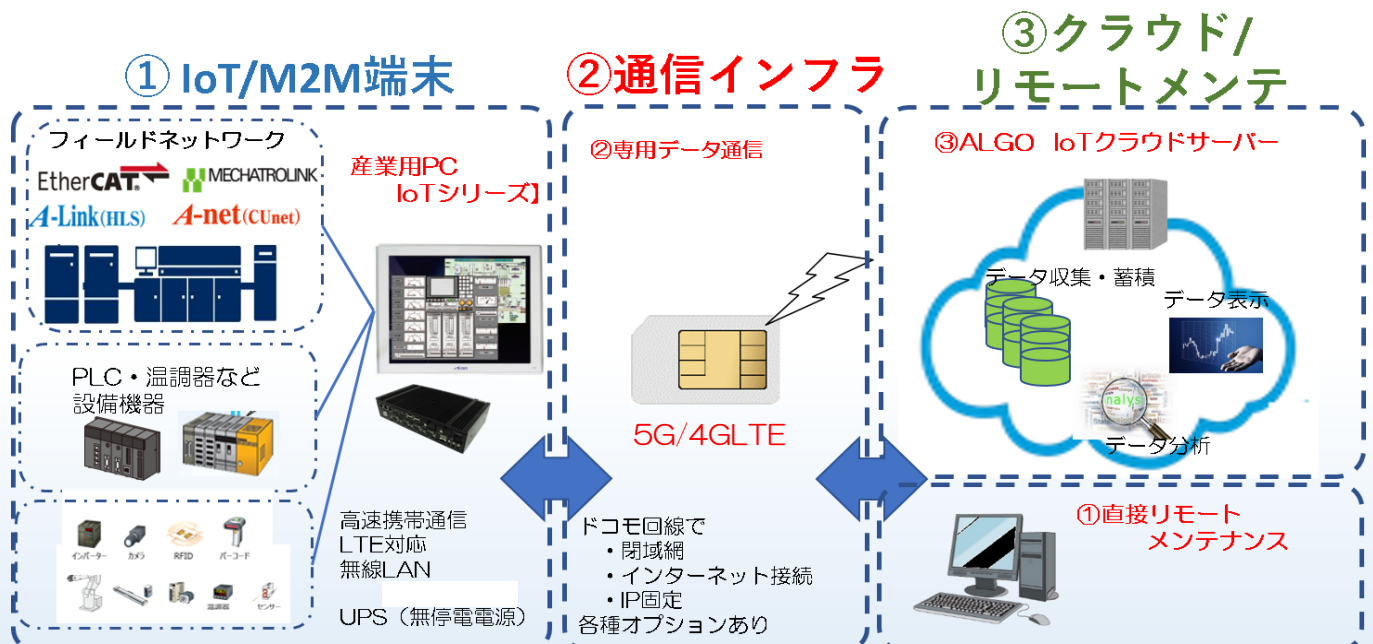 ① IoT/M2M端末
フィールドネットワーク
EtherCAT.
MECHATROLINK
A-Link(HLS)
A-net(CUnet)
PLC・温調器など
設備機器
インバーター
カメラ
RFID
バーコード
温調器
センサー
産業用PC
IoTシリーズ】
高速携帯通信
LTE対応
無線LAN
UPS（無停電電源）
②通信インフラ
②専用データ通信
5G/4GLTE
ドコモ回線で
・閉域網
・インターネット接続
・IP固定
各種オプションあり
③クラウド/
リモートメンテ
③ALGO IoTクラウドサーバー
データ収集・蓄積
データ表示
nalys
データ分析
①直接リモート
メンテナンス